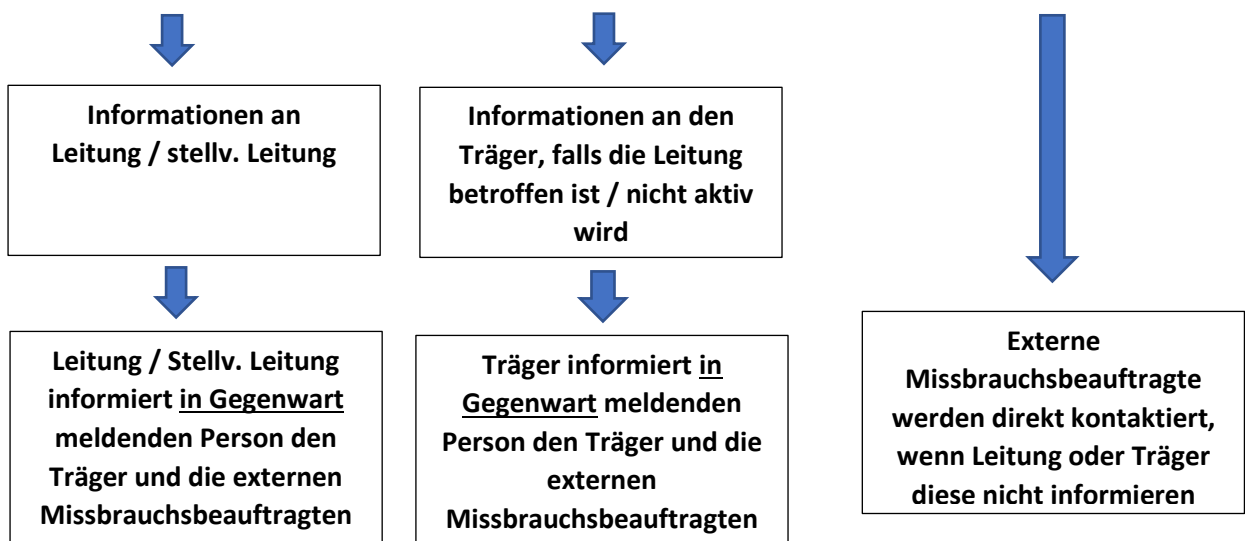 Informationen an
Leitung / stellv. Leitung
Informationen an den
Träger, falls die Leitung
betroffen ist / nicht aktiv
wird
Leitung / Stellv. Leitung
informiert in Gegenwart
meldenden Person den
Träger und die externen
Missbrauchsbeauftragten
Träger informiert in
Gegenwart meldenden
Person den Träger und die
externen
Missbrauchsbeauftragten
Externe
Missbrauchsbeauftragte
werden direkt kontaktiert,
wenn Leitung oder Träger
diese nicht informieren